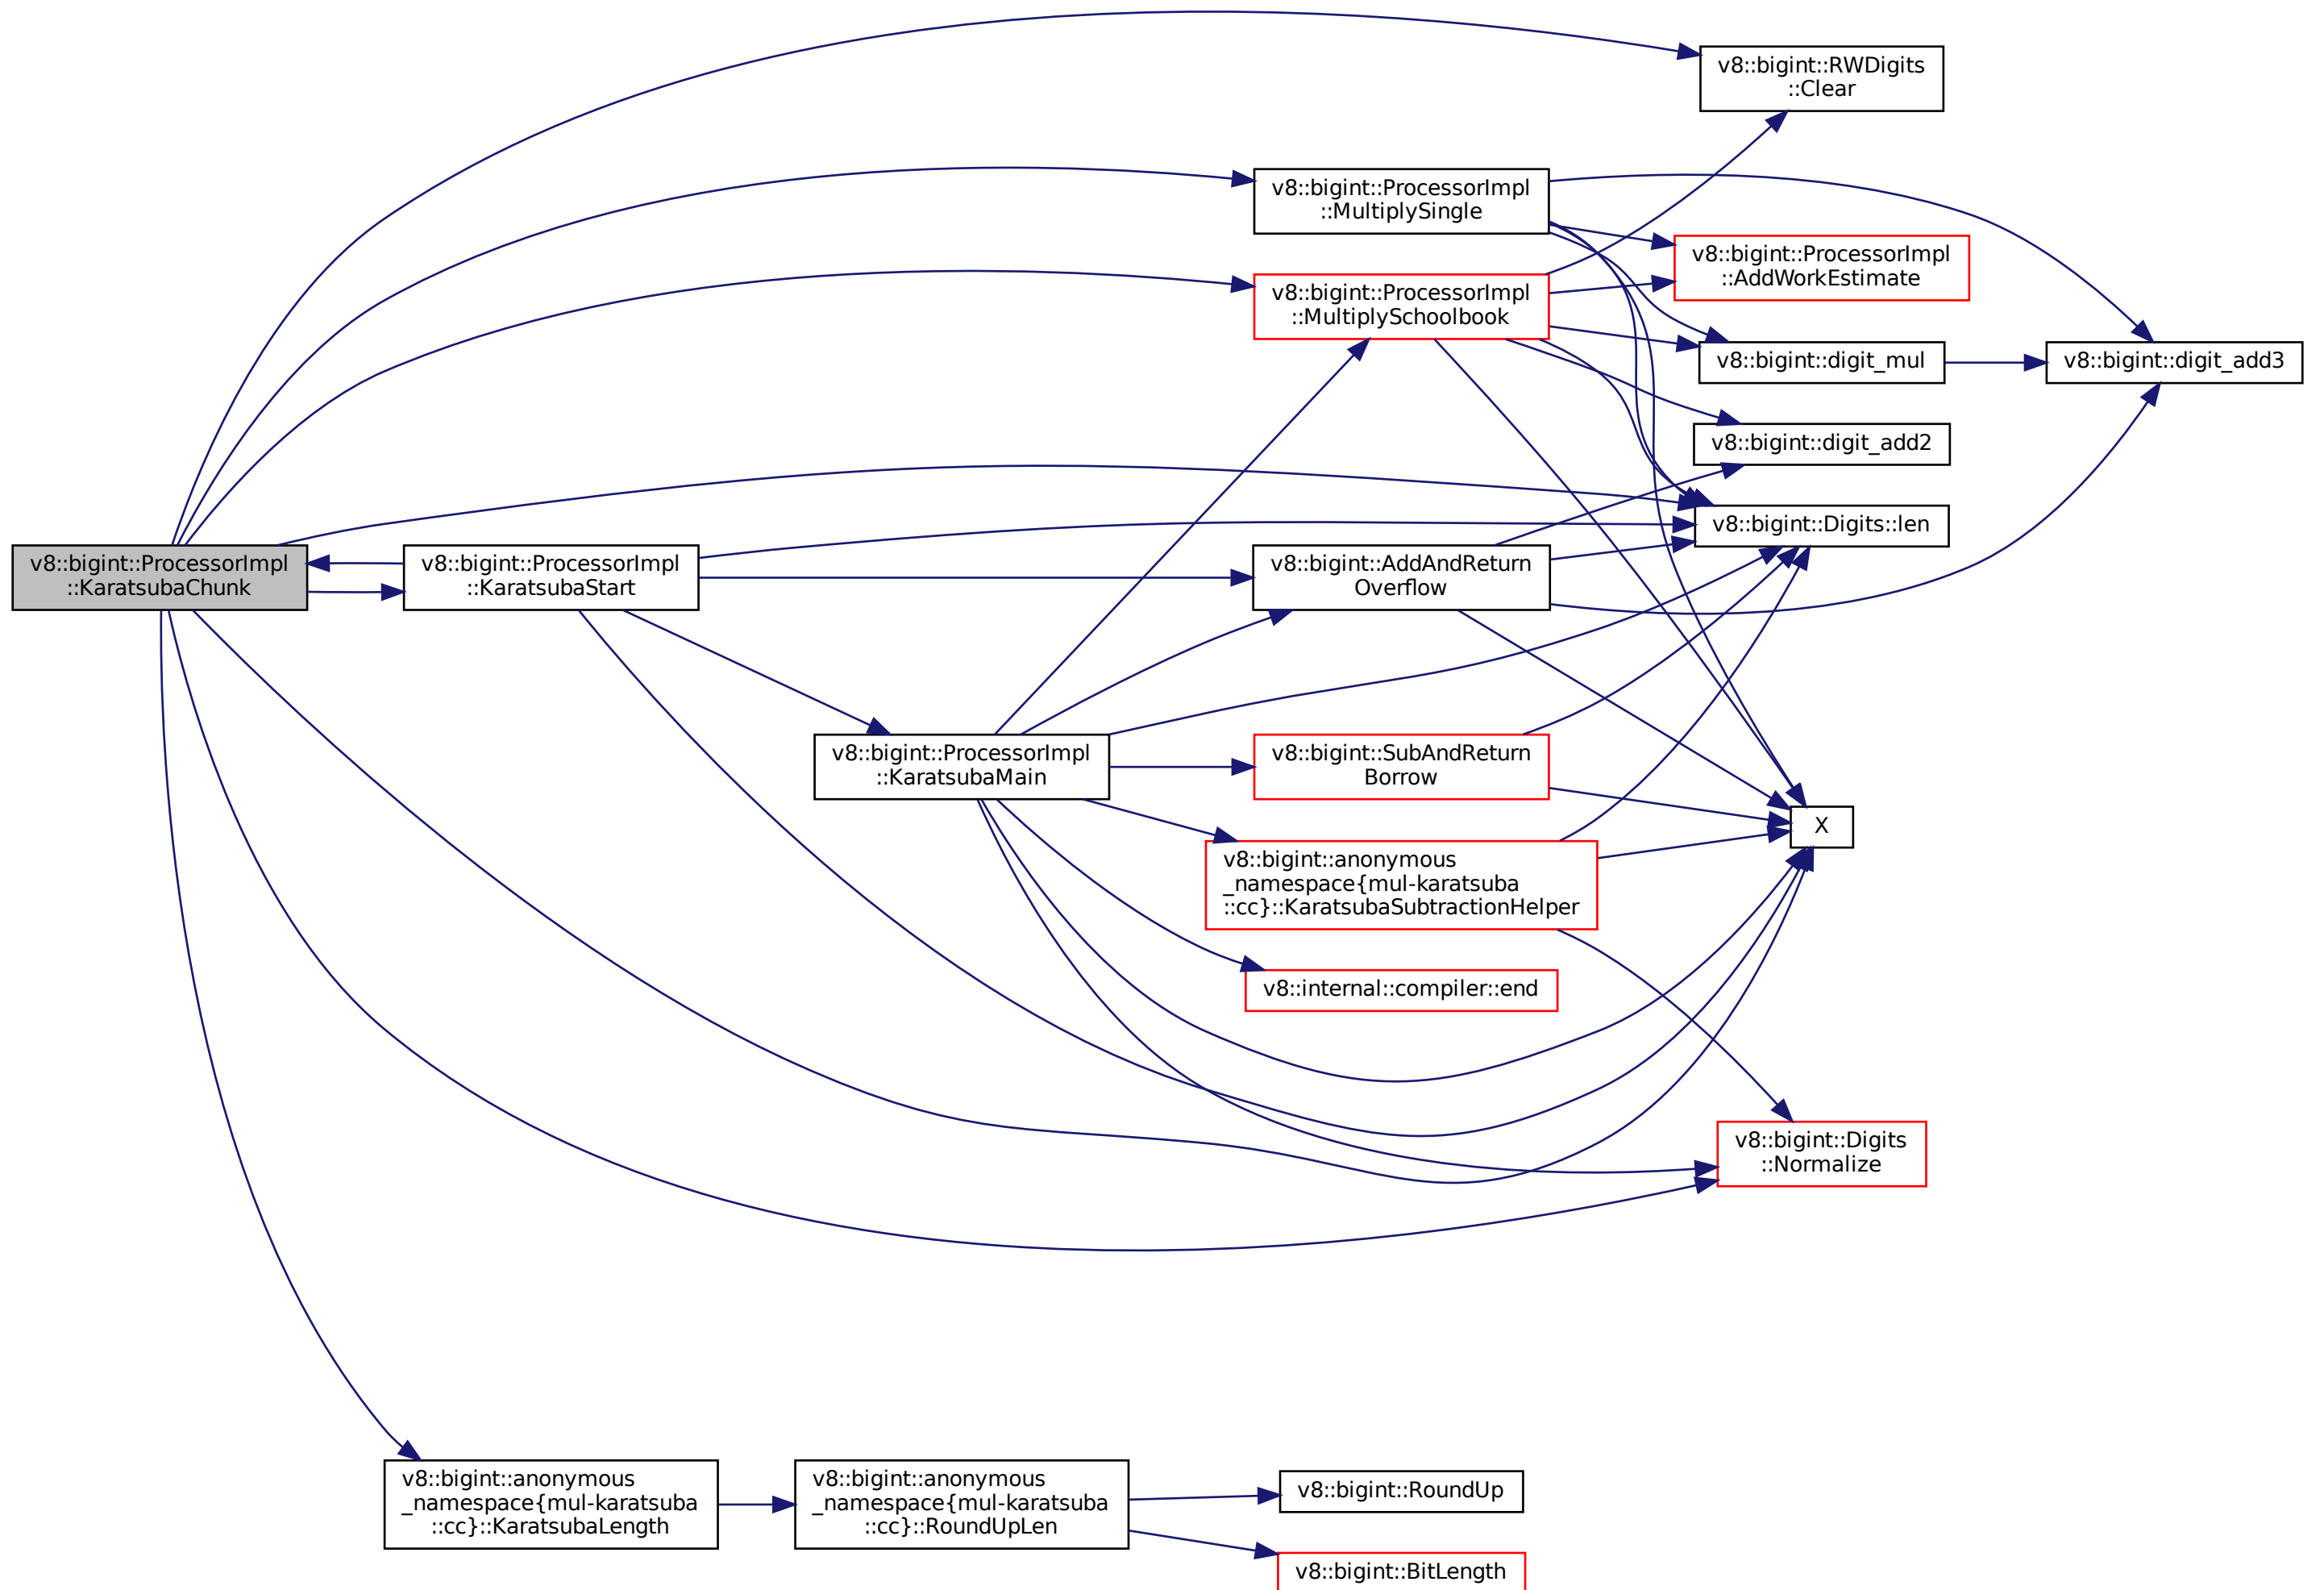 v8::bigint::RWDigits
::Clear
v8::bigint::ProcessorImpl
::MultiplySingle
v8::bigint::ProcessorImpl
::AddWorkEstimate
v8::bigint::ProcessorImpl
::MultiplySchoolbook
v8::bigint::digit_mul
v8::bigint::digit_add3
v8::bigint::digit_add2
v8::bigint::Digits::len
v8::bigint::ProcessorImpl
::KaratsubaChunk
v8::bigint::ProcessorImpl
::KaratsubaStart
v8::bigint::AddAndReturn
Overflow
v8::bigint::ProcessorImpl
::KaratsubaMain
v8::bigint::SubAndReturn
Borrow
X
v8::bigint::anonymous
_namespace{mul-karatsuba
::cc}::KaratsubaSubtractionHelper
v8::internal::compiler::end
v8::bigint::Digits
::Normalize
v8::bigint::anonymous
_namespace{mul-karatsuba
::cc}::KaratsubaLength
v8::bigint::anonymous
_namespace{mul-karatsuba
::cc}::RoundUpLen
v8::bigint::RoundUp
v8::bigint::BitLength